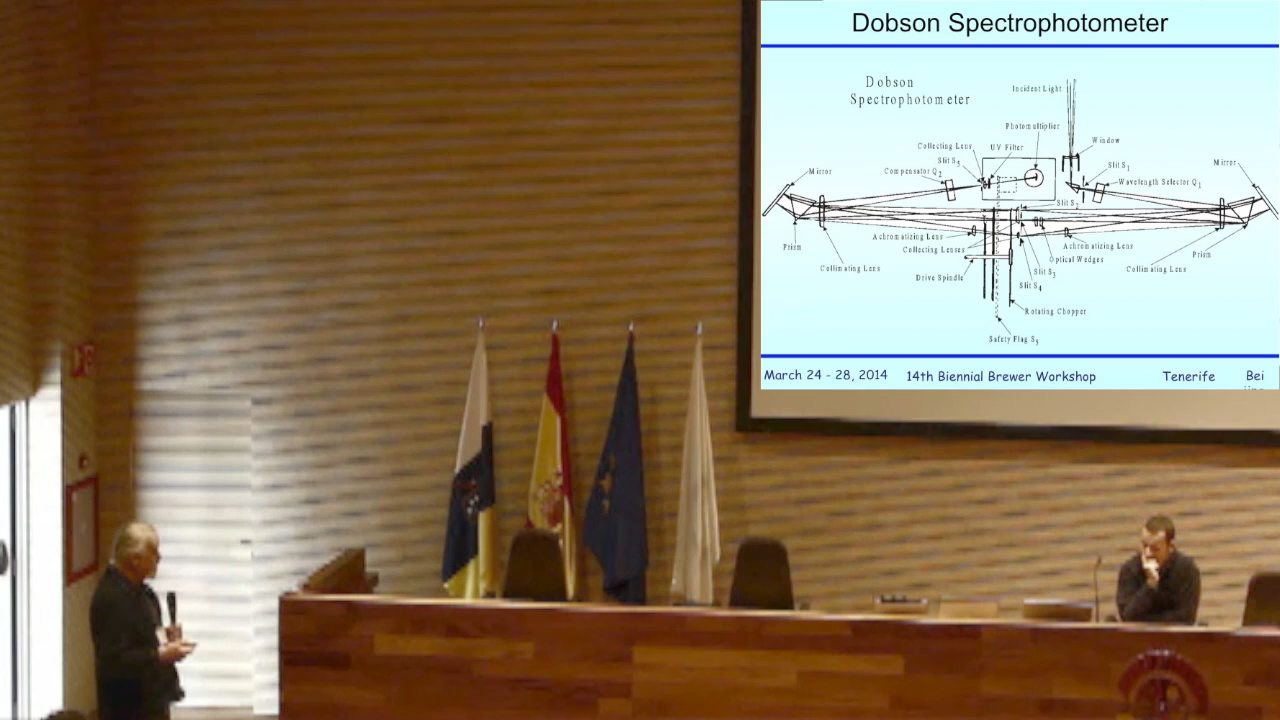 Dobson Spectrophotometer
Dobson
Spectrophotometer
Incident Light
Photomultiplier
Collecting Lens
UV Filter
Window
Slit S5
Slit S1
Mirror
Compensator Q2
Wavelength Selector Q1
Mirror
Slit S2
Prism
Achromatizing Lens
Collecting Lenses
Achromatizing Lens
Optical Wedges
Prism
Collimating Lens
Drive Spindle
Slit S3
Slit S4
Collimating Lens
Rotating Chopper
Safety Flag S5
March 24 - 28, 2014
14th Biennial Brewer Workshop
Tenerife
Bei